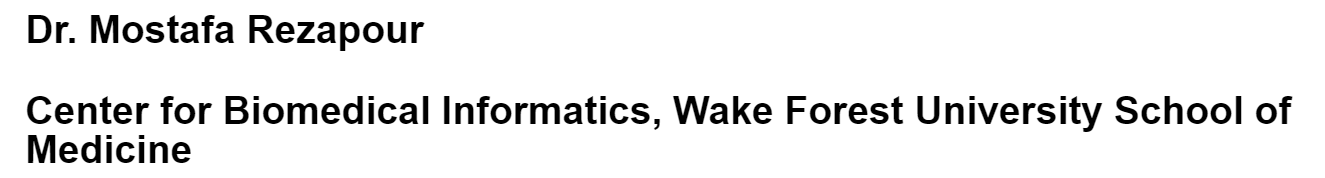 Dr. Mostafa Rezapour
Center for Biomedical Informatics, Wake Forest University School of
Medicine